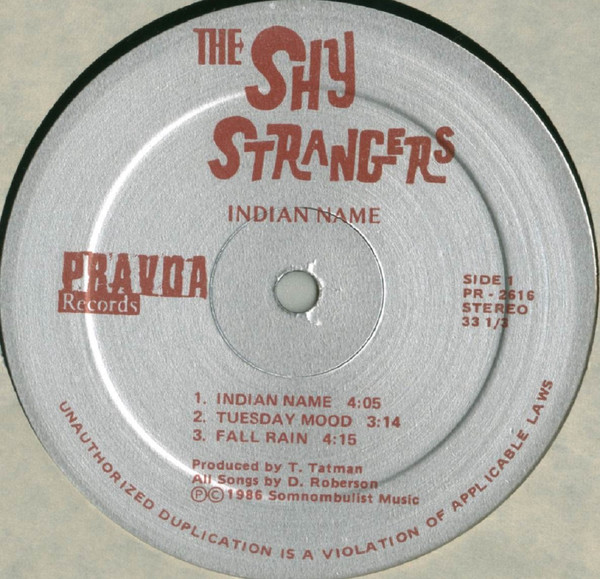 THE
SHY
STRANGERS
INDIAN NAME
PRAVDA
Records
SIDE 1
PR - 2616
STEREO
33 1/3
1. INDIAN NAME 4:05
2. TUESDAY MOOD 3:14
3. FALL RAIN 4:15
Produced by T. Tatman
All Songs by D. Roberson
ⓅⒸ1986 Somnombulist Music
UNAUTHORIZED DUPLICATION IS A VIOLATION OF APPLICABLE LAWS